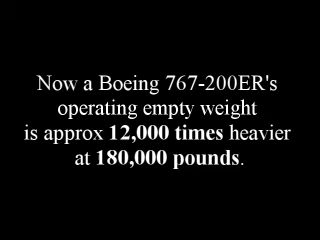 Now a Boeing 767-200ER's
operating empty weight
is approx 12,000 times heavier
at 180,000 pounds.